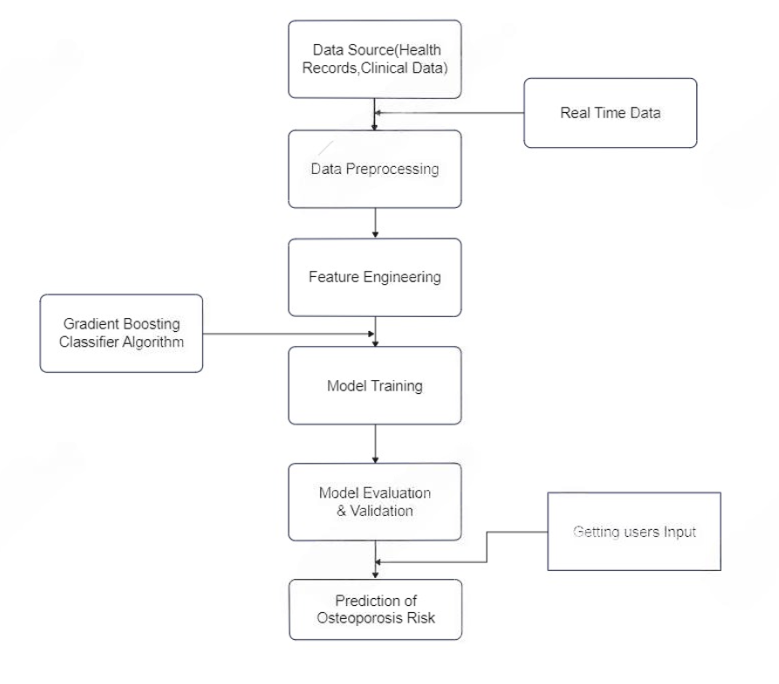 Data Source(Health
Records,Clinical Data)
Real Time Data
Data Preprocessing
Feature Engineering
Gradient Boosting
Classifier Algorithm
Model Training
Model Evaluation
& Validation
Getting users Input
Prediction of
Osteoporosis Risk